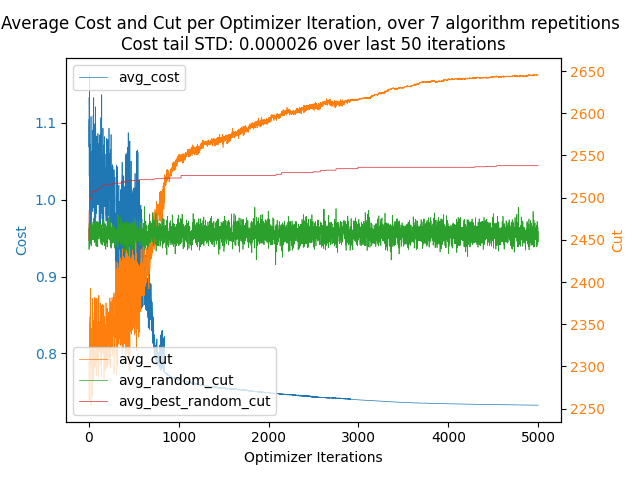 Average Cost and Cut per Optimizer Iteration, over 7 algorithm repetitions
Cost tail STD: 0.000026 over last 50 iterations
avg_cost
1.1
1.0
0.9
0.8
Cost
2650
2600
2550
2500
2450
2400
2350
2300
2250
Cut
avg_cut
avg_random_cut
avg_best_random_cut
0
1000
2000
3000
4000
5000
Optimizer Iterations